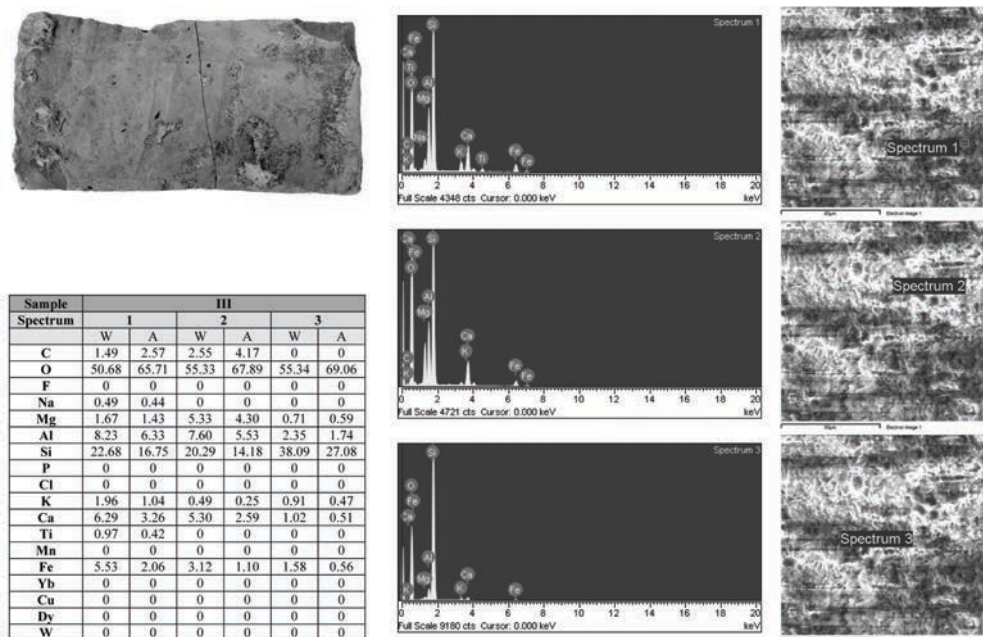 Spectrum 1
Si
Fe
Ca
Ti
O
Al
Mg
Na
C
K
K
Ca
Ti
Fe
Fe
0 2 4 6 8 10 12 14 16 18 20
Full Scale 4348 cts Cursor: 0.000 keV keV
Spectrum 1
Electron Image 1
Spectrum 2
Si
Ca
Fe
O
Al
Mg
C
K
Ca
K
Fe
Fe
0 2 4 6 8 10 12 14 16 18 20
Full Scale 4721 cts Cursor: 0.000 keV keV
Spectrum 2
Electron Image 1
Spectrum 3
Si
O
Fe
Ca
Al
Mg
K
K
Ca
Fe
0 2 4 6 8 10 12 14 16 18 20
Full Scale 9180 cts Cursor: 0.000 keV keV
Spectrum 3
Sample III
Spectrum 1 2 3
W A W A W A
C 1.49 2.57 2.55 4.17 0 0
O 50.68 65.71 55.33 67.89 55.34 69.06
F 0 0 0 0 0 0
Na 0.49 0.44 0 0 0 0
Mg 1.67 1.43 5.33 4.30 0.71 0.59
Al 8.23 6.33 7.60 5.53 2.35 1.74
Si 22.68 16.75 20.29 14.18 38.09 27.08
P 0 0 0 0 0 0
Cl 0 0 0 0 0 0
K 1.96 1.04 0.49 0.25 0.91 0.47
Ca 6.29 3.26 5.30 2.59 1.02 0.51
Ti 0.97 0.42 0 0 0 0
Mn 0 0 0 0 0 0
Fe 5.53 2.06 3.12 1.10 1.58 0.56
Yb 0 0 0 0 0 0
Cu 0 0 0 0 0 0
Dy 0 0 0 0 0 0
W 0 0 0 0 0 0